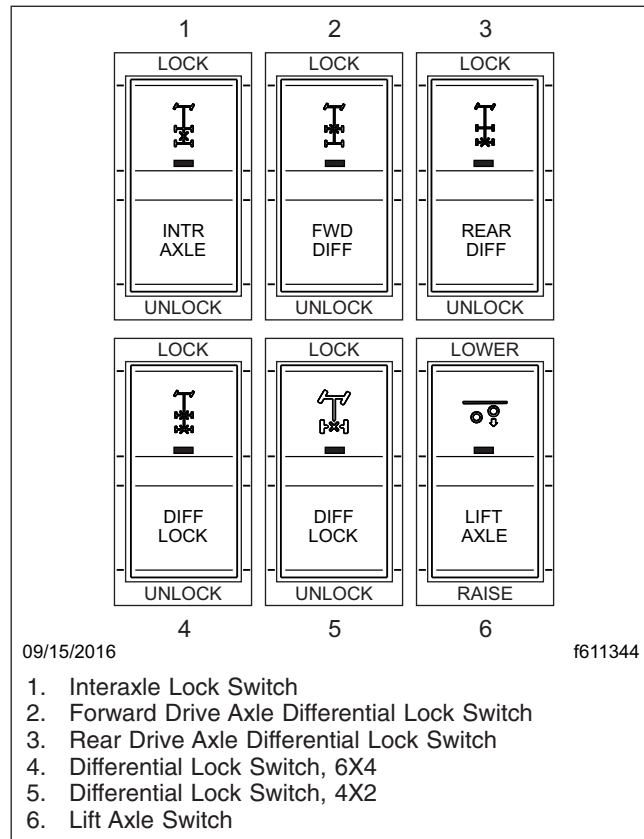 1 2 3
LOCK LOCK LOCK
INTR FWD REAR
AXLE DIFF DIFF
UNLOCK UNLOCK UNLOCK
LOCK LOCK LOWER
DIFF DIFF LIFT
LOCK LOCK AXLE
UNLOCK UNLOCK RAISE
4 5 6
09/15/2016 f611344
1. Interaxle Lock Switch
2. Forward Drive Axle Differential Lock Switch
3. Rear Drive Axle Differential Lock Switch
4. Differential Lock Switch, 6X4
5. Differential Lock Switch, 4X2
6. Lift Axle Switch